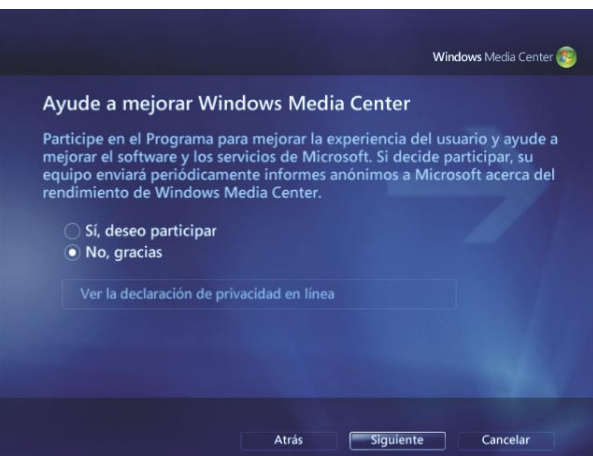 Windows Media Center
Ayude a mejorar Windows Media Center
Participe en el Programa para mejorar la experiencia del usuario y ayude a
mejorar el software y los servicios de Microsoft. Si decide participar, su
equipo enviará periódicamente informes anónimos a Microsoft acerca del
rendimiento de Windows Media Center.
Sí, deseo participar
No, gracias
Ver la declaración de privacidad en línea
Atrás Siguiente Cancelar